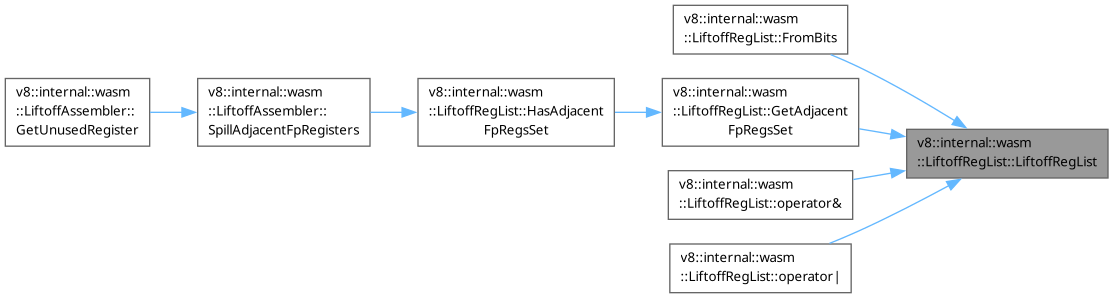 v8::internal::wasm
::LiftoffRegList::FromBits
v8::internal::wasm
::LiftoffAssembler::
GetUnusedRegister
v8::internal::wasm
::LiftoffAssembler::
SpillAdjacentFpRegisters
v8::internal::wasm
::LiftoffRegList::HasAdjacent
FpRegsSet
v8::internal::wasm
::LiftoffRegList::GetAdjacent
FpRegsSet
v8::internal::wasm
::LiftoffRegList::LiftoffRegList
v8::internal::wasm
::LiftoffRegList::operator&
v8::internal::wasm
::LiftoffRegList::operator|